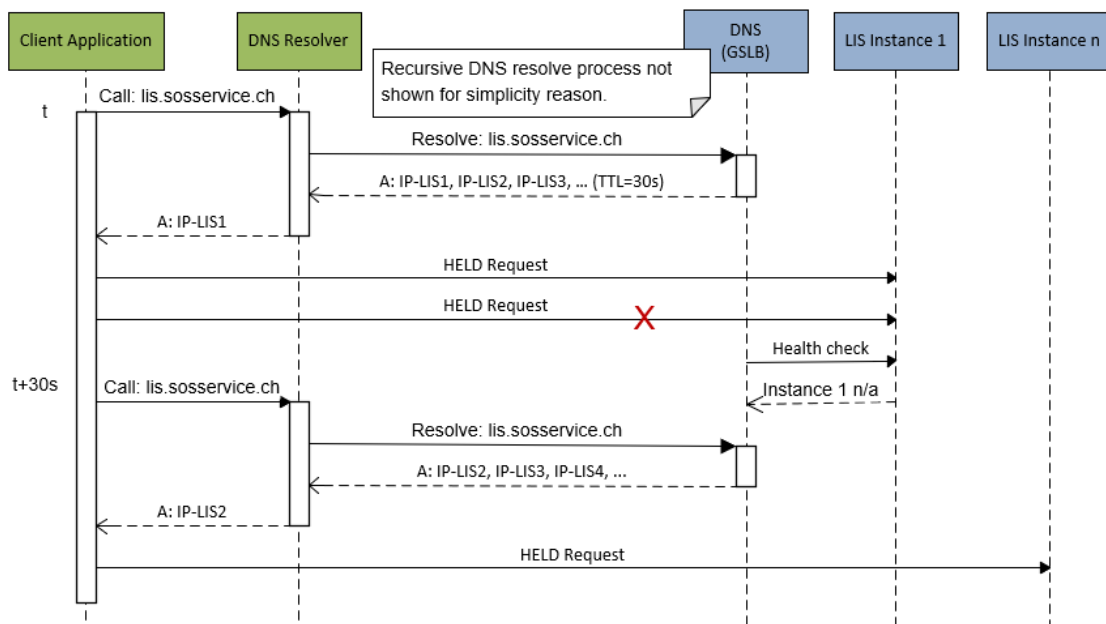 Client Application
DNS Resolver
DNS
(GSLB)
LIS Instance 1
LIS Instance n
Recursive DNS resolve process not
shown for simplicity reason.
t
Call: lis.sosservice.ch
Resolve: lis.sosservice.ch
A: IP-LIS1, IP-LIS2, IP-LIS3, ... (TTL=30s)
A: IP-LIS1
HELD Request
HELD Request
X
Health check
t+30s
Call: lis.sosservice.ch
Instance 1 n/a
Resolve: lis.sosservice.ch
A: IP-LIS2, IP-LIS3, IP-LIS4, ...
A: IP-LIS2
HELD Request